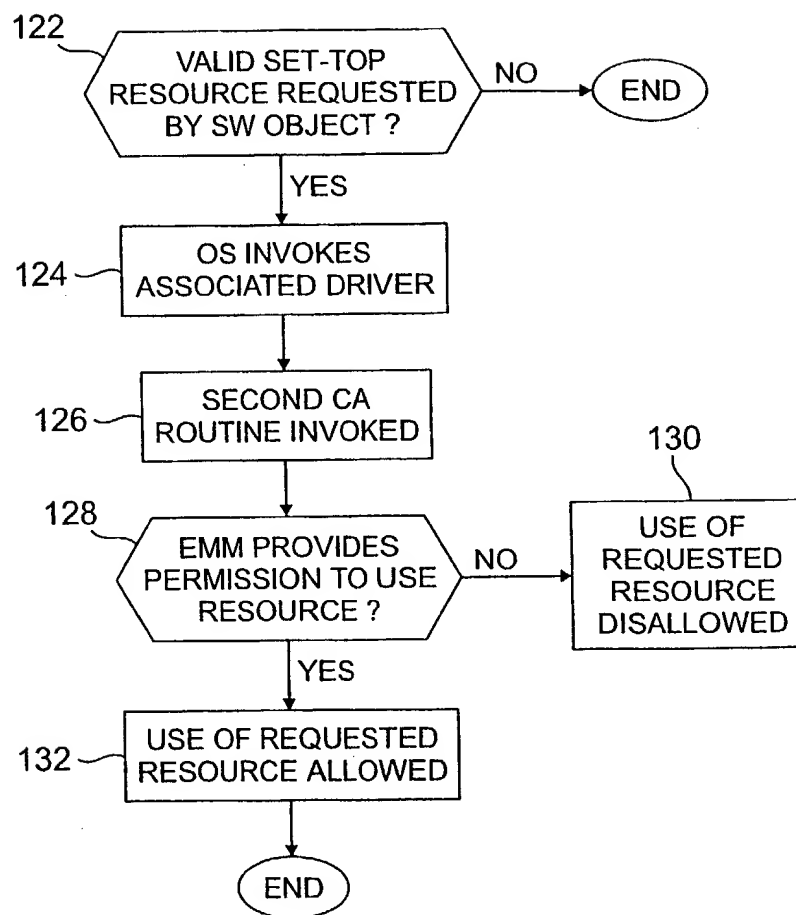 122
VALID SET-TOP
RESOURCE REQUESTED
BY SW OBJECT ?
NO
END
YES
124
OS INVOKES
ASSOCIATED DRIVER
126
SECOND CA
ROUTINE INVOKED
128
EMM PROVIDES
PERMISSION TO USE
RESOURCE ?
NO
130
USE OF
REQUESTED
RESOURCE
DISALLOWED
YES
132
USE OF REQUESTED
RESOURCE ALLOWED
END